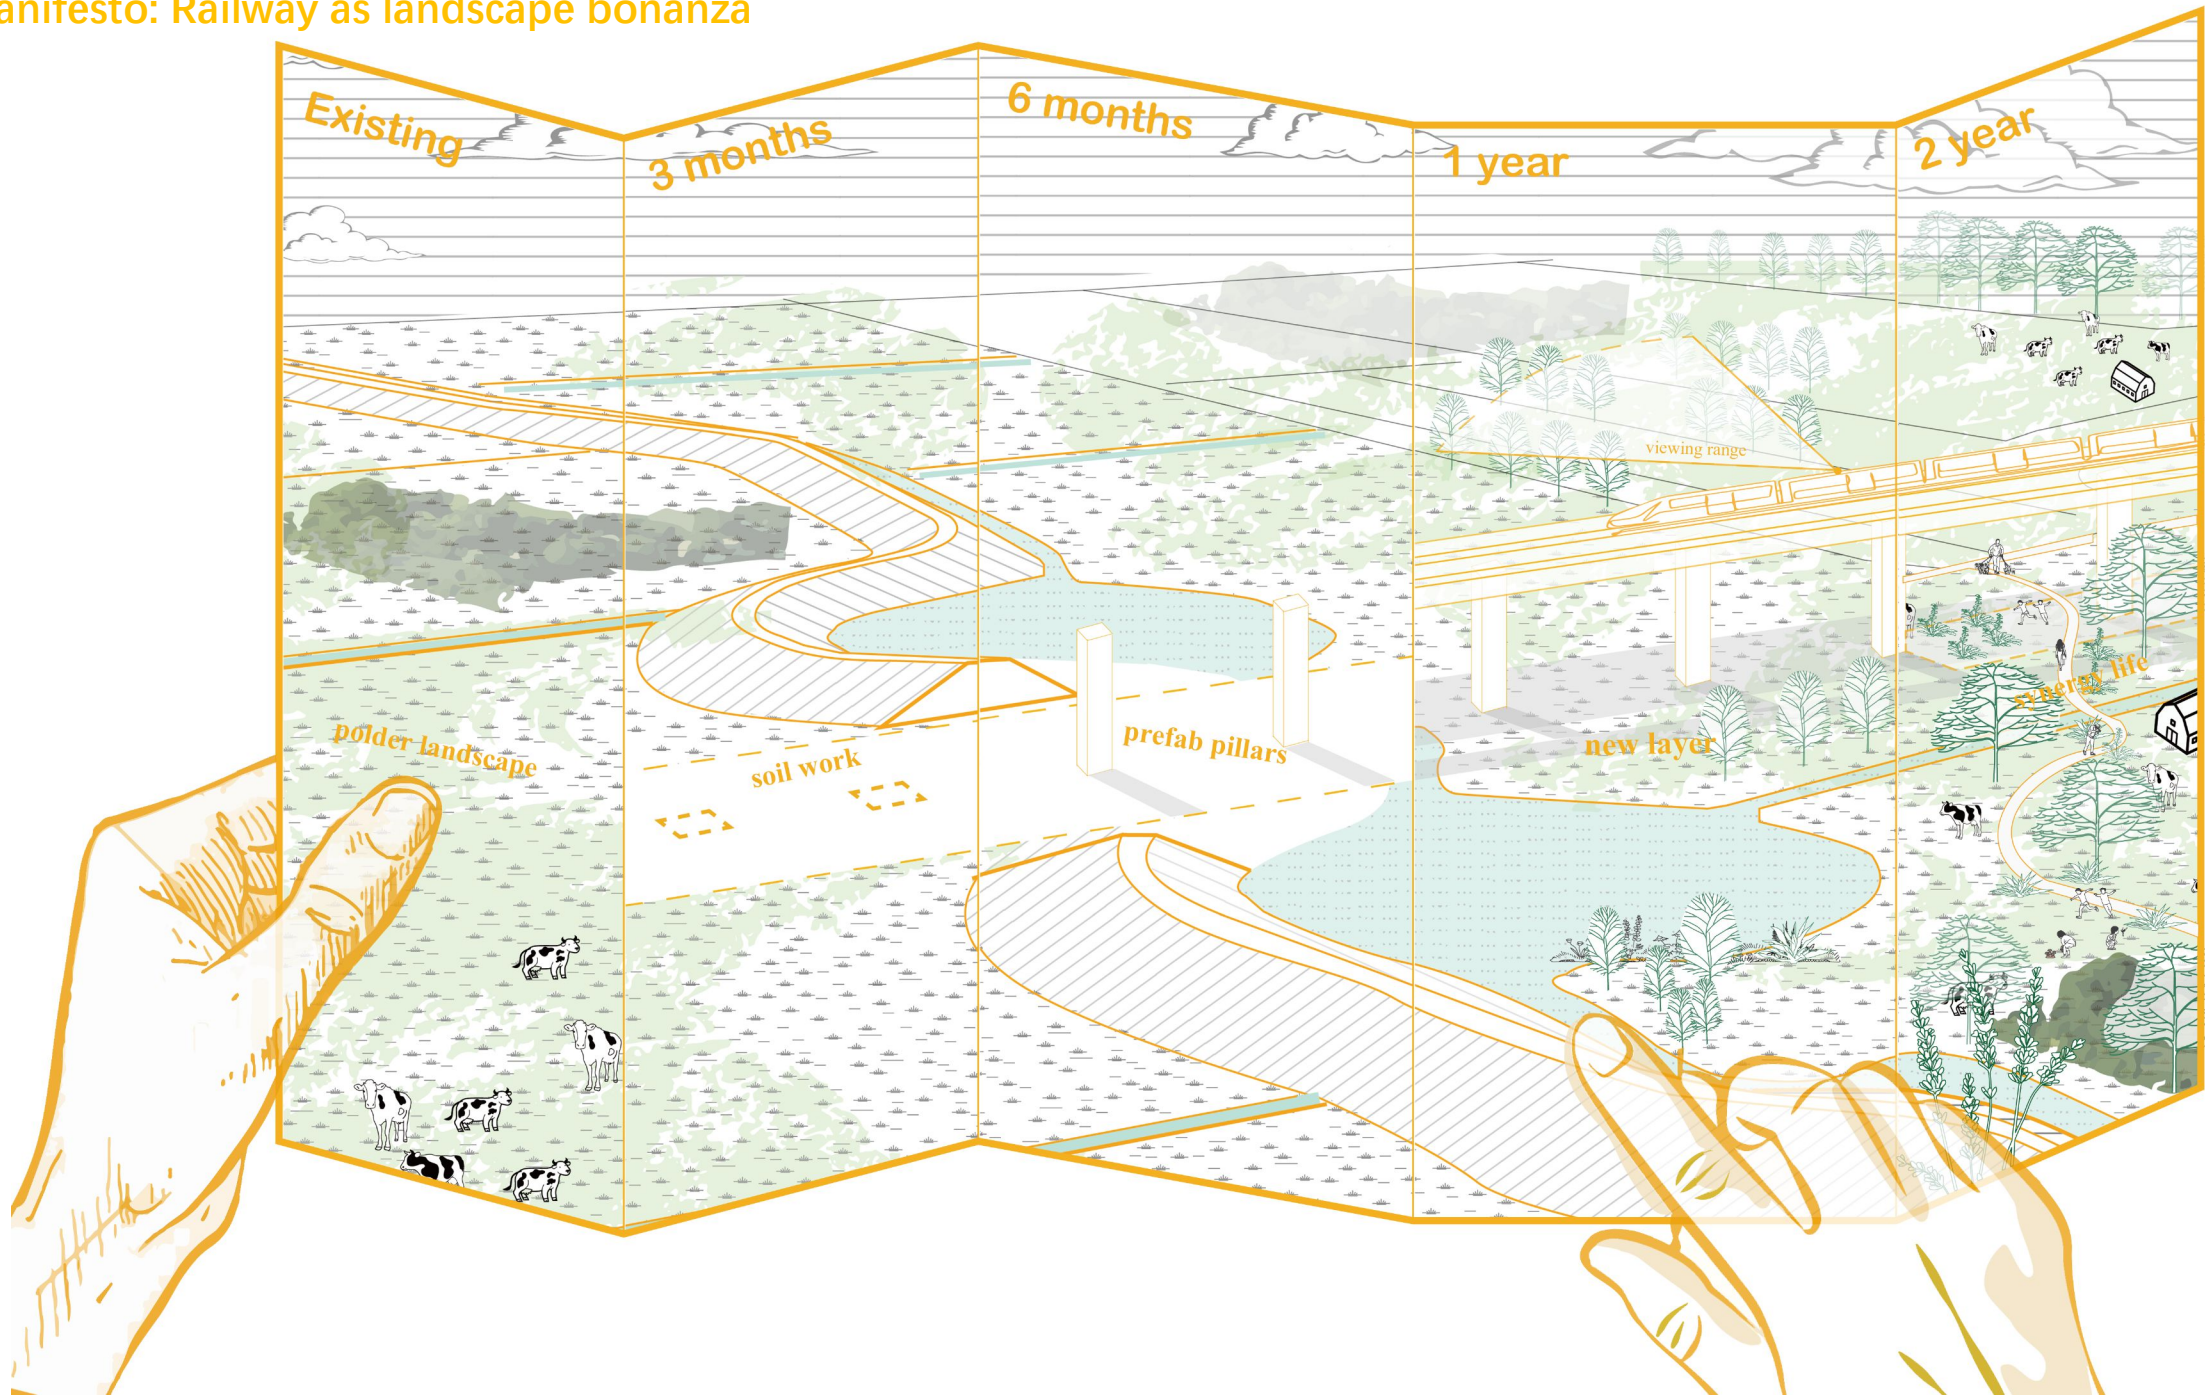 anifesto: Railway as landscape bonanza
Existing
3 months
6 months
1 year
2 year
viewing range
polder landscape
soil work
prefab pillars
new layer
synergy life